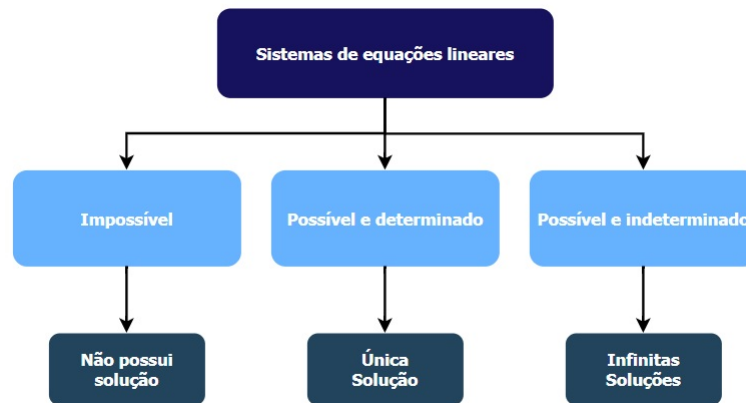 Sistemas de equações lineares
Impossível
Possível e determinado
Possível e indeterminado
Não possui
solução
Única
Solução
Infinitas
Soluções